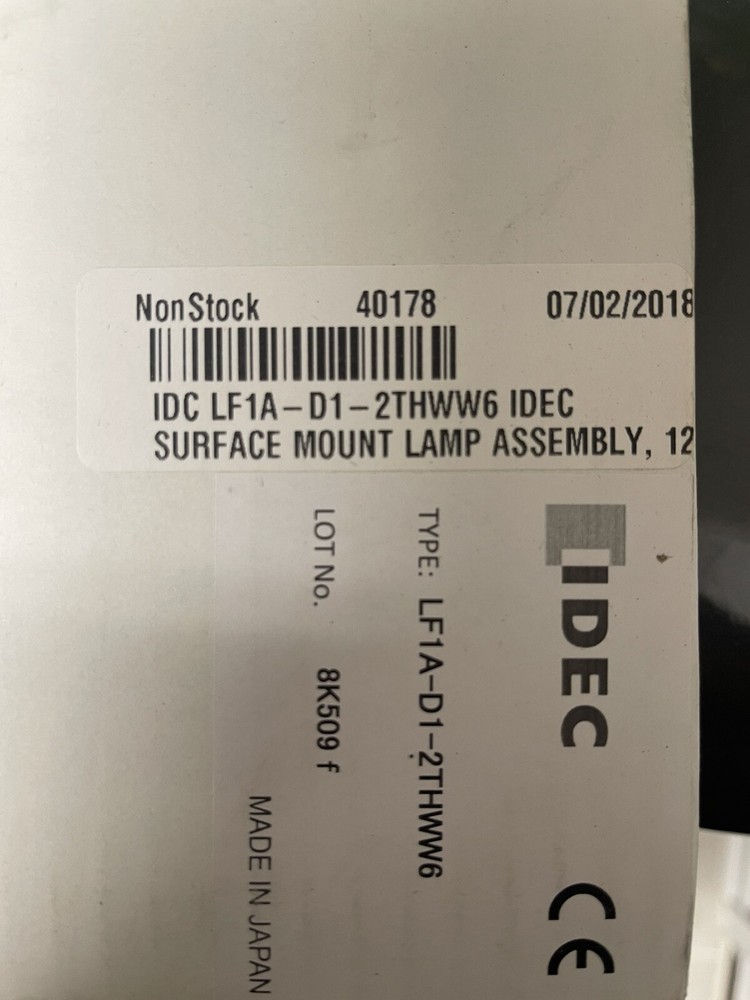 NonStock 40178 07/02/2018
IDC LF1A-D1-2THWW6 IDEC
SURFACE MOUNT LAMP ASSEMBLY, 12
IDEC
CE
TYPE: LF1A-D1-2THWW6
LOT No. 8K509 f
MADE IN JAPAN